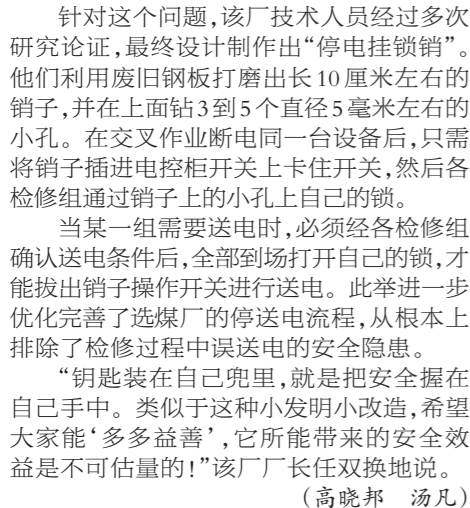 针对这个问题,该厂技术人员经过多次
研究论证,最终设计制作出“停电挂锁销”。
他们利用废旧钢板打磨出长10厘米左右的
销子,并在上面钻3到5个直径5毫米左右的
小孔。在交叉作业断电同一台设备后,只需
将销子插进电控柜开关上卡住开关,然后各
检修组通过销子上的小孔上自己的锁。
当某一组需要送电时,必须经各检修组
确认送电条件后,全部到场打开自己的锁,才
能拔出销子操作开关进行送电。此举进一步
优化完善了选煤厂的停送电流程,从根本上
排除了检修过程中误送电的安全隐患。
“钥匙装在自己兜里,就是把安全握在
自己手中。类似于这种小发明小改造,希望
大家能‘多多益善’,它所能带来的安全效
益是不可估量的!”该厂厂长任双换地说。
(高晓邦 汤凡)